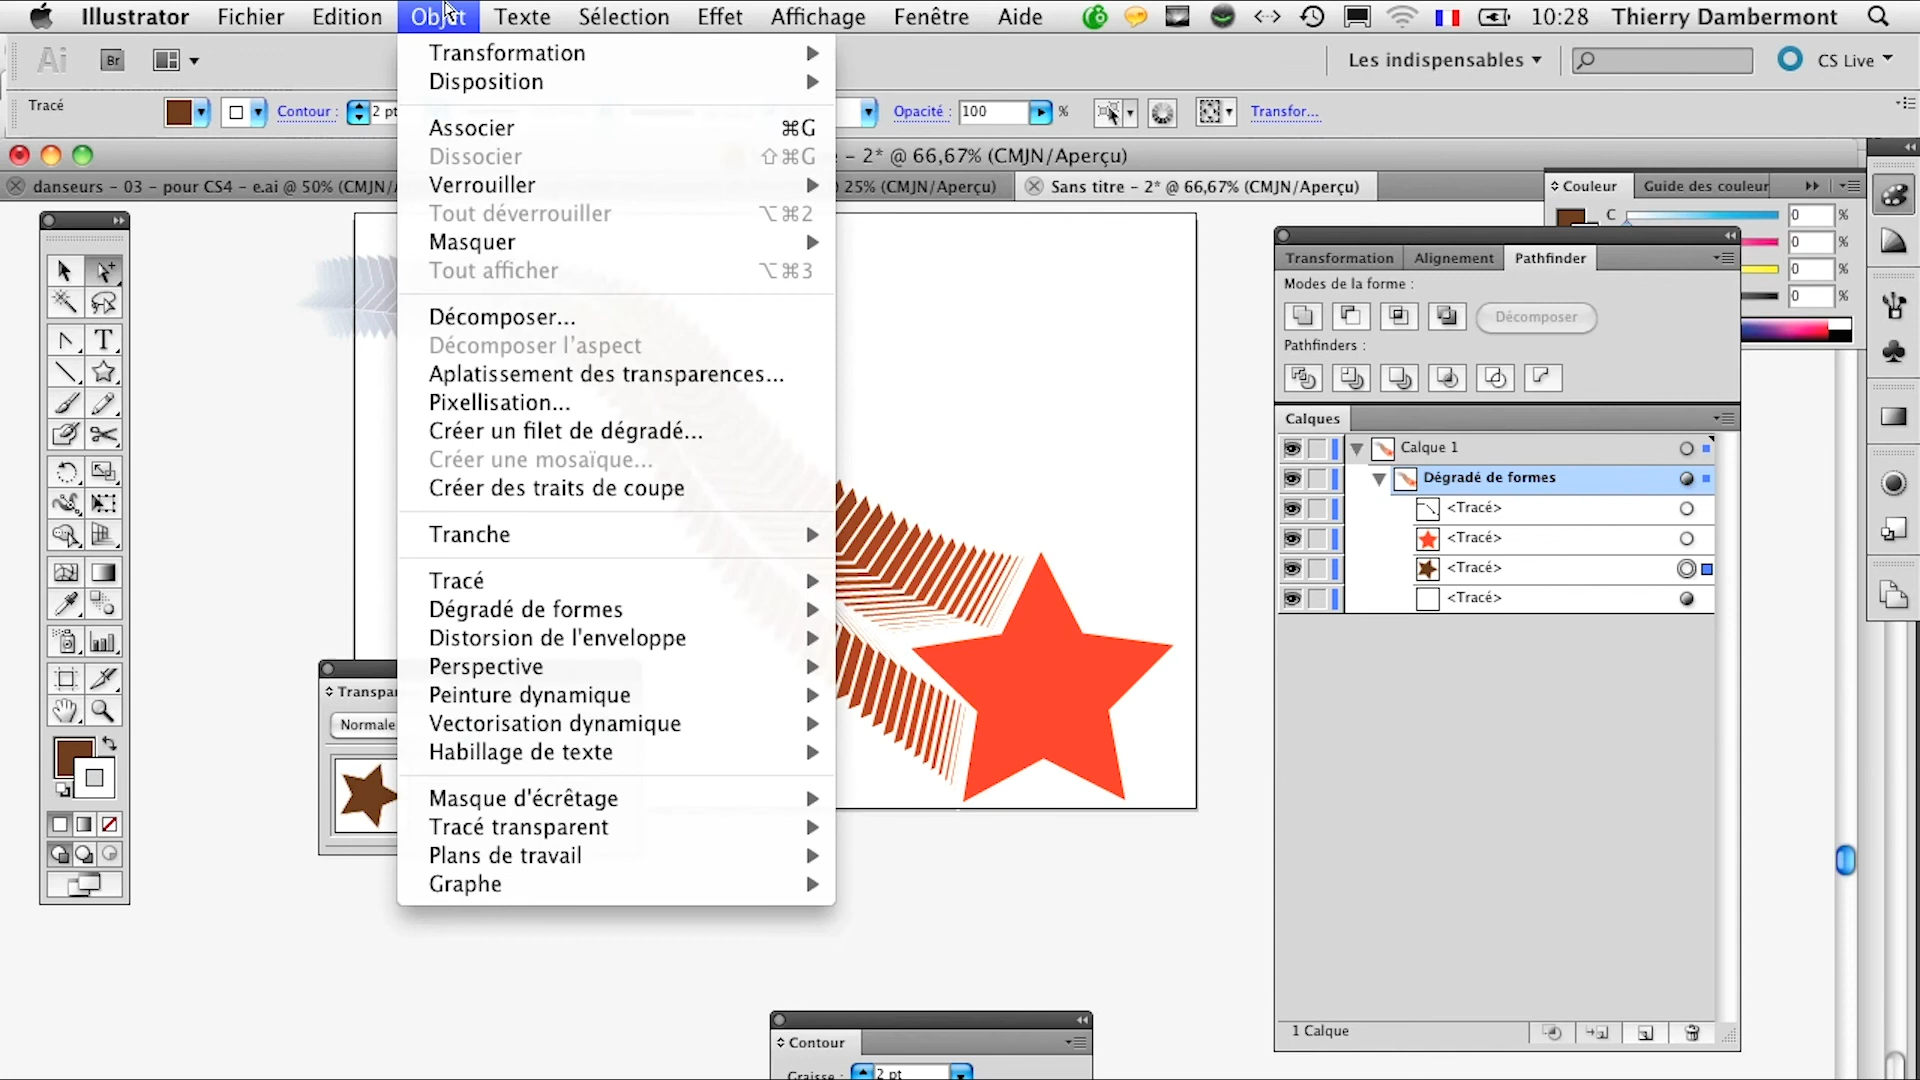 Illustrator Fichier Edition Objet Texte Sélection Effet Affichage Fenêtre Aide 10:28 Thierry Dambermont
Ai Br Les indispensables CS Live
Tracé Contour : 2 pt Opacité : 100 % Transfor...
– 2* @ 66,67% (CMJN/Aperçu)
danseurs – 03 – pour CS4 – e.ai @ 50% (CMJN/ 25% (CMJN/Aperçu) Sans titre – 2* @ 66,67% (CMJN/Aperçu)
Transformation
Disposition
Associer ⌘G
Dissocier ⇧⌘G
Verrouiller
Tout déverrouiller ⌥⌘2
Masquer
Tout afficher ⌥⌘3
Décomposer...
Décomposer l'aspect
Aplatissement des transparences...
Pixellisation...
Créer un filet de dégradé...
Créer une mosaïque...
Créer des traits de coupe
Tranche
Tracé
Dégradé de formes
Distorsion de l'enveloppe
Perspective
Peinture dynamique
Vectorisation dynamique
Habillage de texte
Masque d'écrêtage
Tracé transparent
Plans de travail
Graphe
Transpar
Normale
Couleur Guide des couleur
C 0 %
0 %
0 %
0 %
Transformation Alignement Pathfinder
Modes de la forme :
Décomposer
Pathfinders :
Calques
Calque 1
Dégradé de formes
<Tracé>
<Tracé>
<Tracé>
<Tracé>
1 Calque
Contour
Graisse : 2 pt